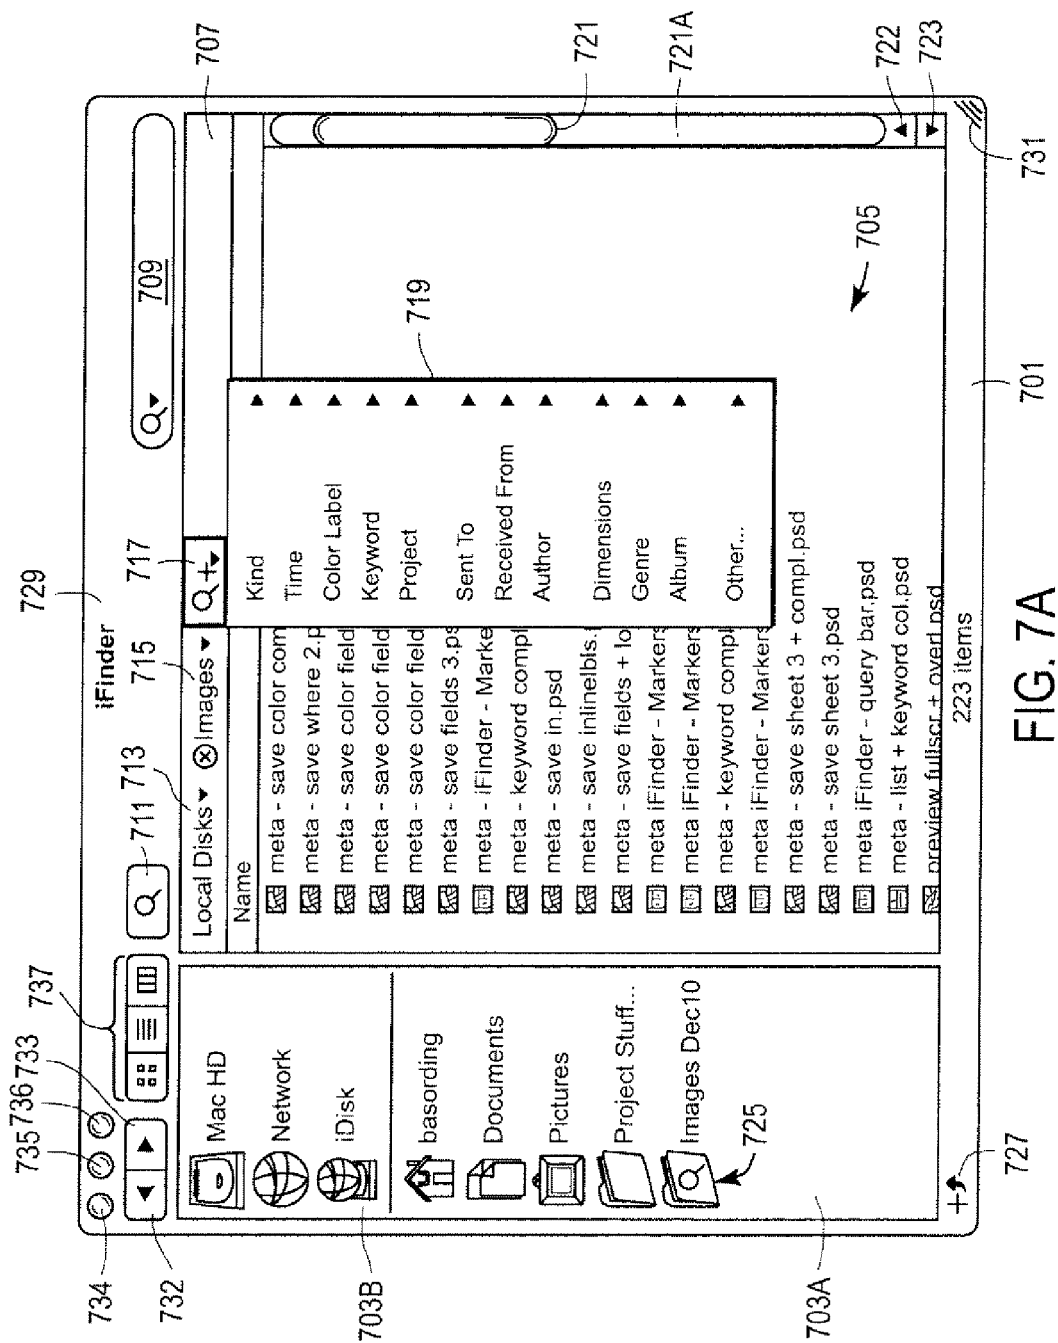 729
iFinder
734
735
736
733
737
711
713
715
717
709
707
732
Local Disks
Images
Name
Mac HD
Network
iDisk
703B
basording
Documents
Pictures
Project Stuff...
Images Dec10
725
703A
727
meta - save color com
meta - save where 2.p
meta - save color field
meta - save color field
meta - save color field
meta - save fields 3.ps
meta - iFinder - Marke
meta - keyword compl
meta - save in.psd
meta - save inlinelbls.
meta - save fields + lo
meta iFinder - Markers
meta iFinder - Markers
meta - keyword compl
meta iFinder - Markers
meta - save sheet 3 + compl.psd
meta - save sheet 3.psd
meta iFinder - query bar.psd
meta - list + keyword col.psd
preview fullscr + overl.psd
Kind
Time
Color Label
Keyword
Project
Sent To
Received From
Author
Dimensions
Genre
Album
Other...
719
721
721A
722
723
705
731
701
223 items
FIG. 7A